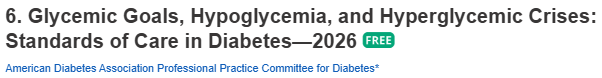 6. Glycemic Goals, Hypoglycemia, and Hyperglycemic Crises:
Standards of Care in Diabetes—2026 FREE
American Diabetes Association Professional Practice Committee for Diabetes*